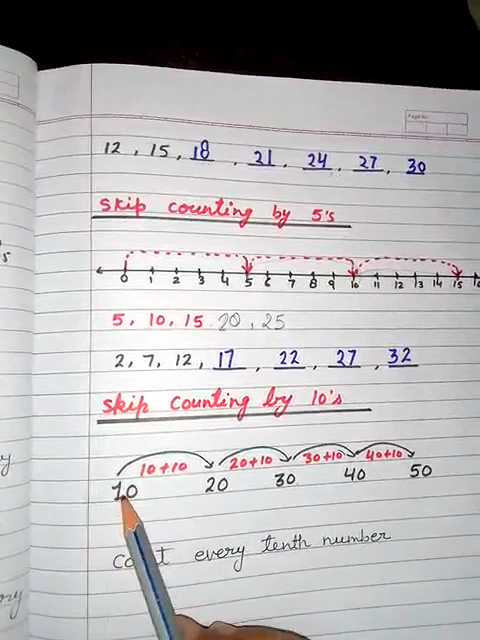 Page No.
12, 15, 18, 21, 24, 27, 30
skip counting by 5's
0 1 2 3 4 5 6 7 8 9 10 11 12 13 14 15
5, 10, 15 20, 25
2, 7, 12, 17, 22, 27, 32
skip counting by 10's
10+10 20+10 30+10 40+10
10 20 30 40 50
every tenth number